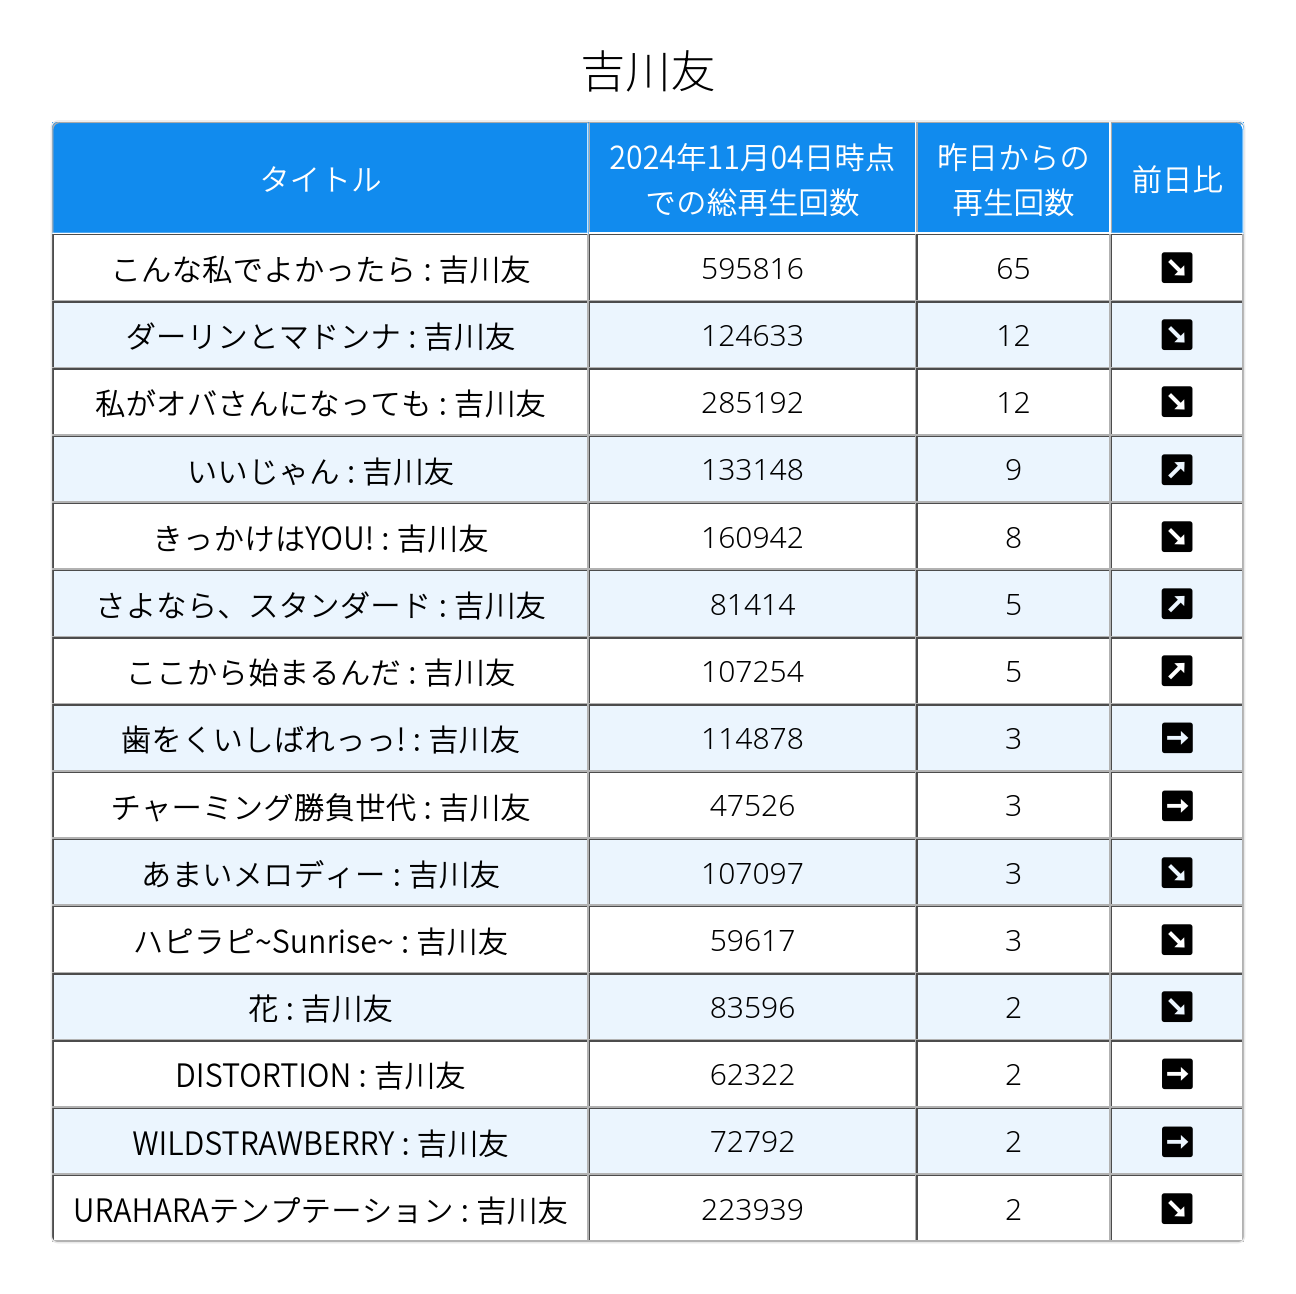 吉川友
タイトル
2024年11月04日時点
での総再生回数
昨日からの
再生回数
前日比
こんな私でよかったら : 吉川友 595816 65 ↘
ダーリンとマドンナ : 吉川友 124633 12 ↘
私がオバさんになっても : 吉川友 285192 12 ↘
いいじゃん : 吉川友 133148 9 ↗
きっかけはYOU! : 吉川友 160942 8 ↘
さよなら、スタンダード : 吉川友 81414 5 ↗
ここから始まるんだ : 吉川友 107254 5 ↗
歯をくいしばれっっ! : 吉川友 114878 3 →
チャーミング勝負世代 : 吉川友 47526 3 →
あまいメロディー : 吉川友 107097 3 ↘
ハピラピ~Sunrise~ : 吉川友 59617 3 ↘
花 : 吉川友 83596 2 ↘
DISTORTION : 吉川友 62322 2 →
WILDSTRAWBERRY : 吉川友 72792 2 →
URAHARAテンプテーション : 吉川友 223939 2 ↘